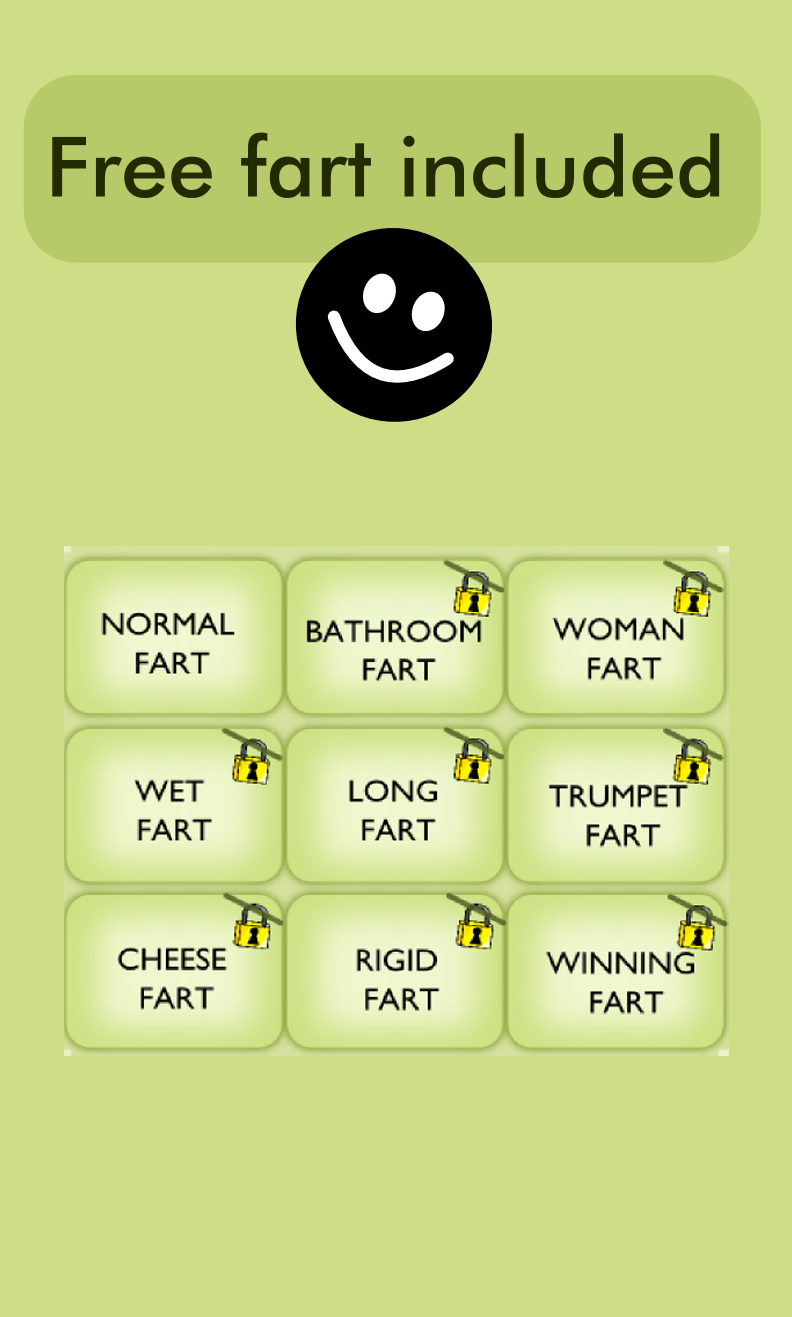 Free fart included
NORMAL
FART
BATHROOM
FART
WOMAN
FART
WET
FART
LONG
FART
TRUMPET
FART
CHEESE
FART
RIGID
FART
WINNING
FART